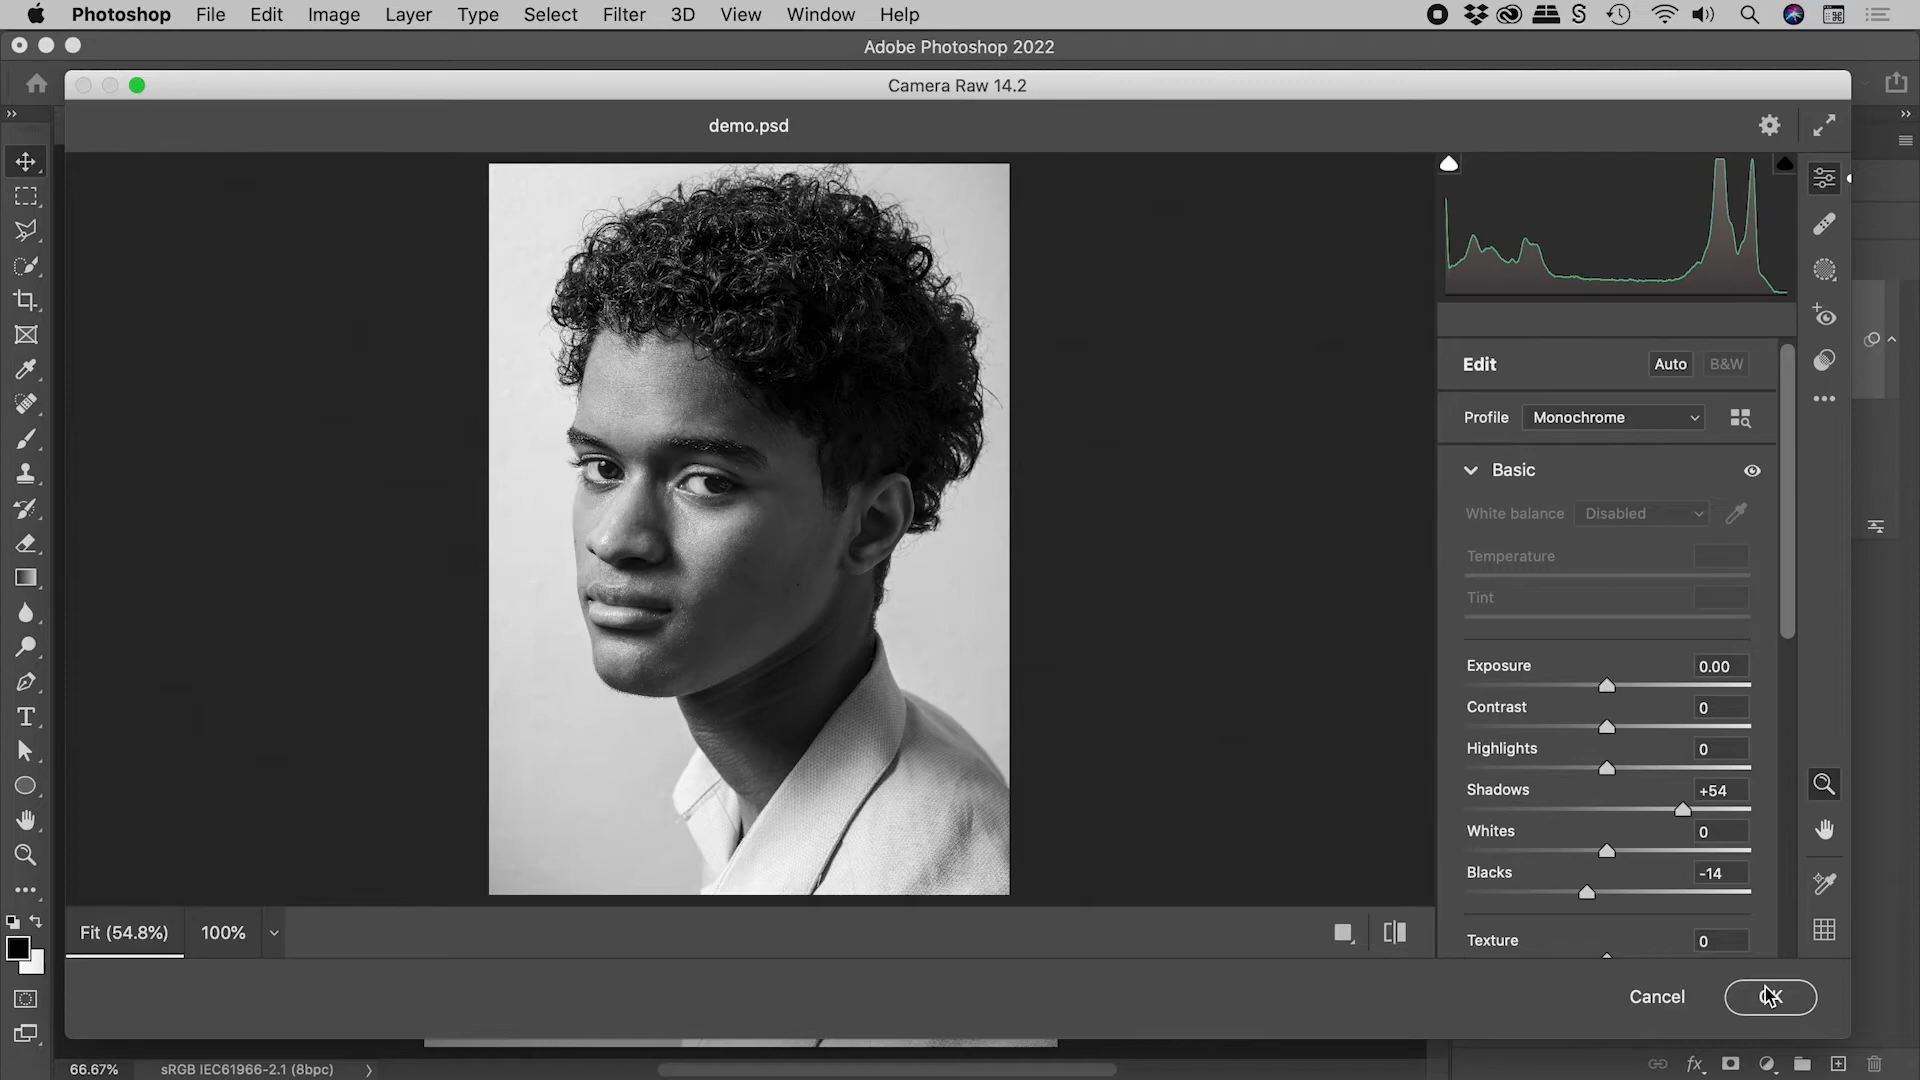 Photoshop File Edit Image Layer Type Select Filter 3D View Window Help
Adobe Photoshop 2022
Camera Raw 14.2
demo.psd
Edit Auto B&W
Profile Monochrome
Basic
White balance Disabled
Temperature
Tint
Exposure 0.00
Contrast 0
Highlights 0
Shadows +54
Whites 0
Blacks -14
Texture 0
Fit (54.8%) 100%
Cancel OK
66.67% sRGB IEC61966-2.1 (8bpc)